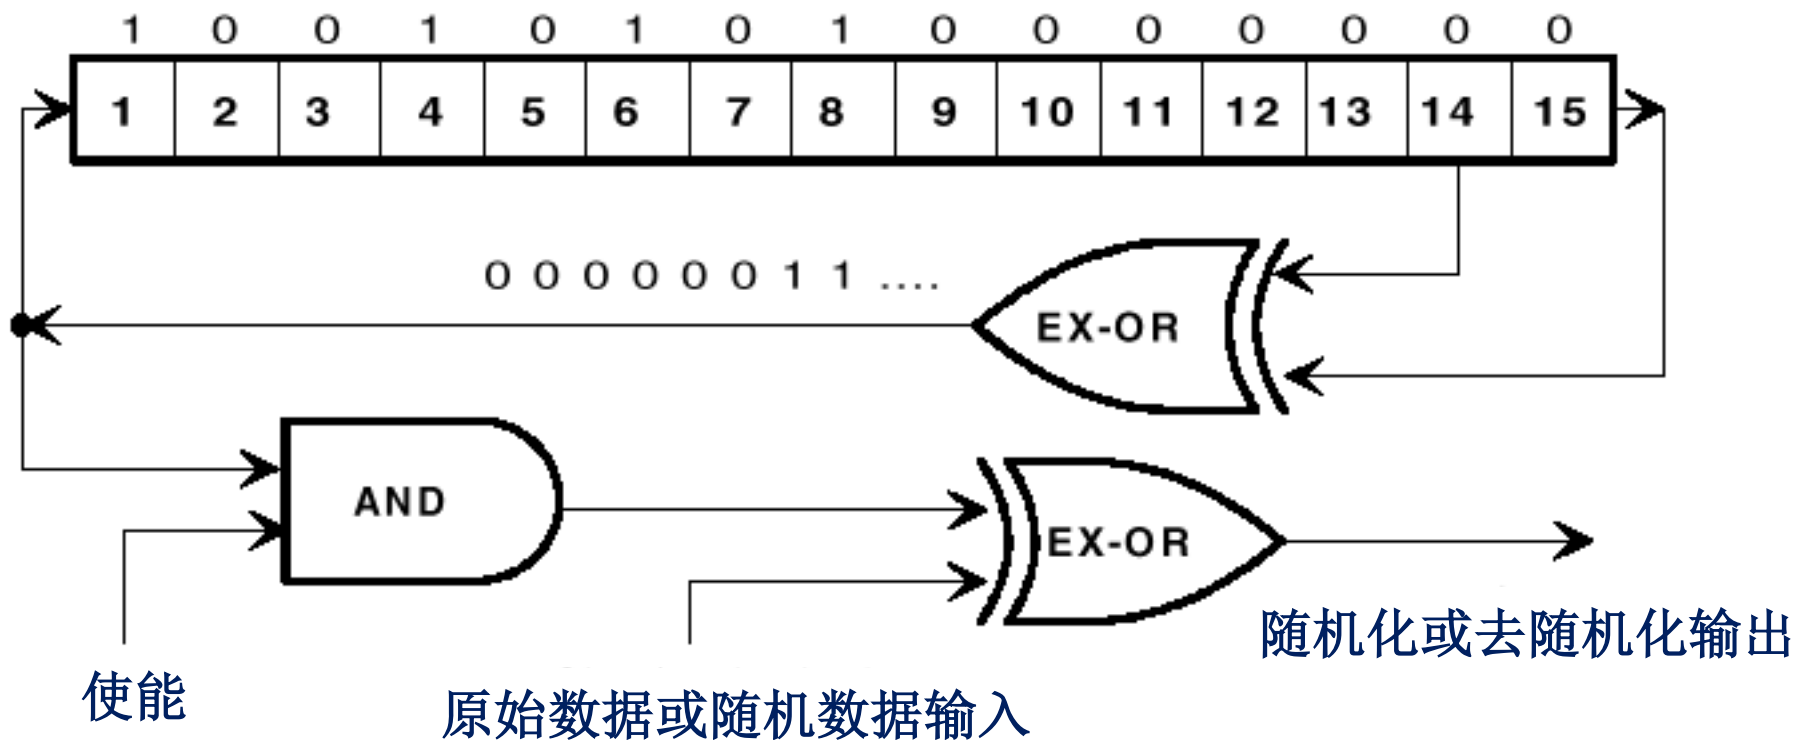 1 0 0 1 0 1 0 1 0 0 0 0 0 0 0
1 2 3 4 5 6 7 8 9 10 11 12 13 14 15
0 0 0 0 0 0 1 1 ....
EX-OR
AND
EX-OR
随机化或去随机化输出
使能
原始数据或随机数据输入